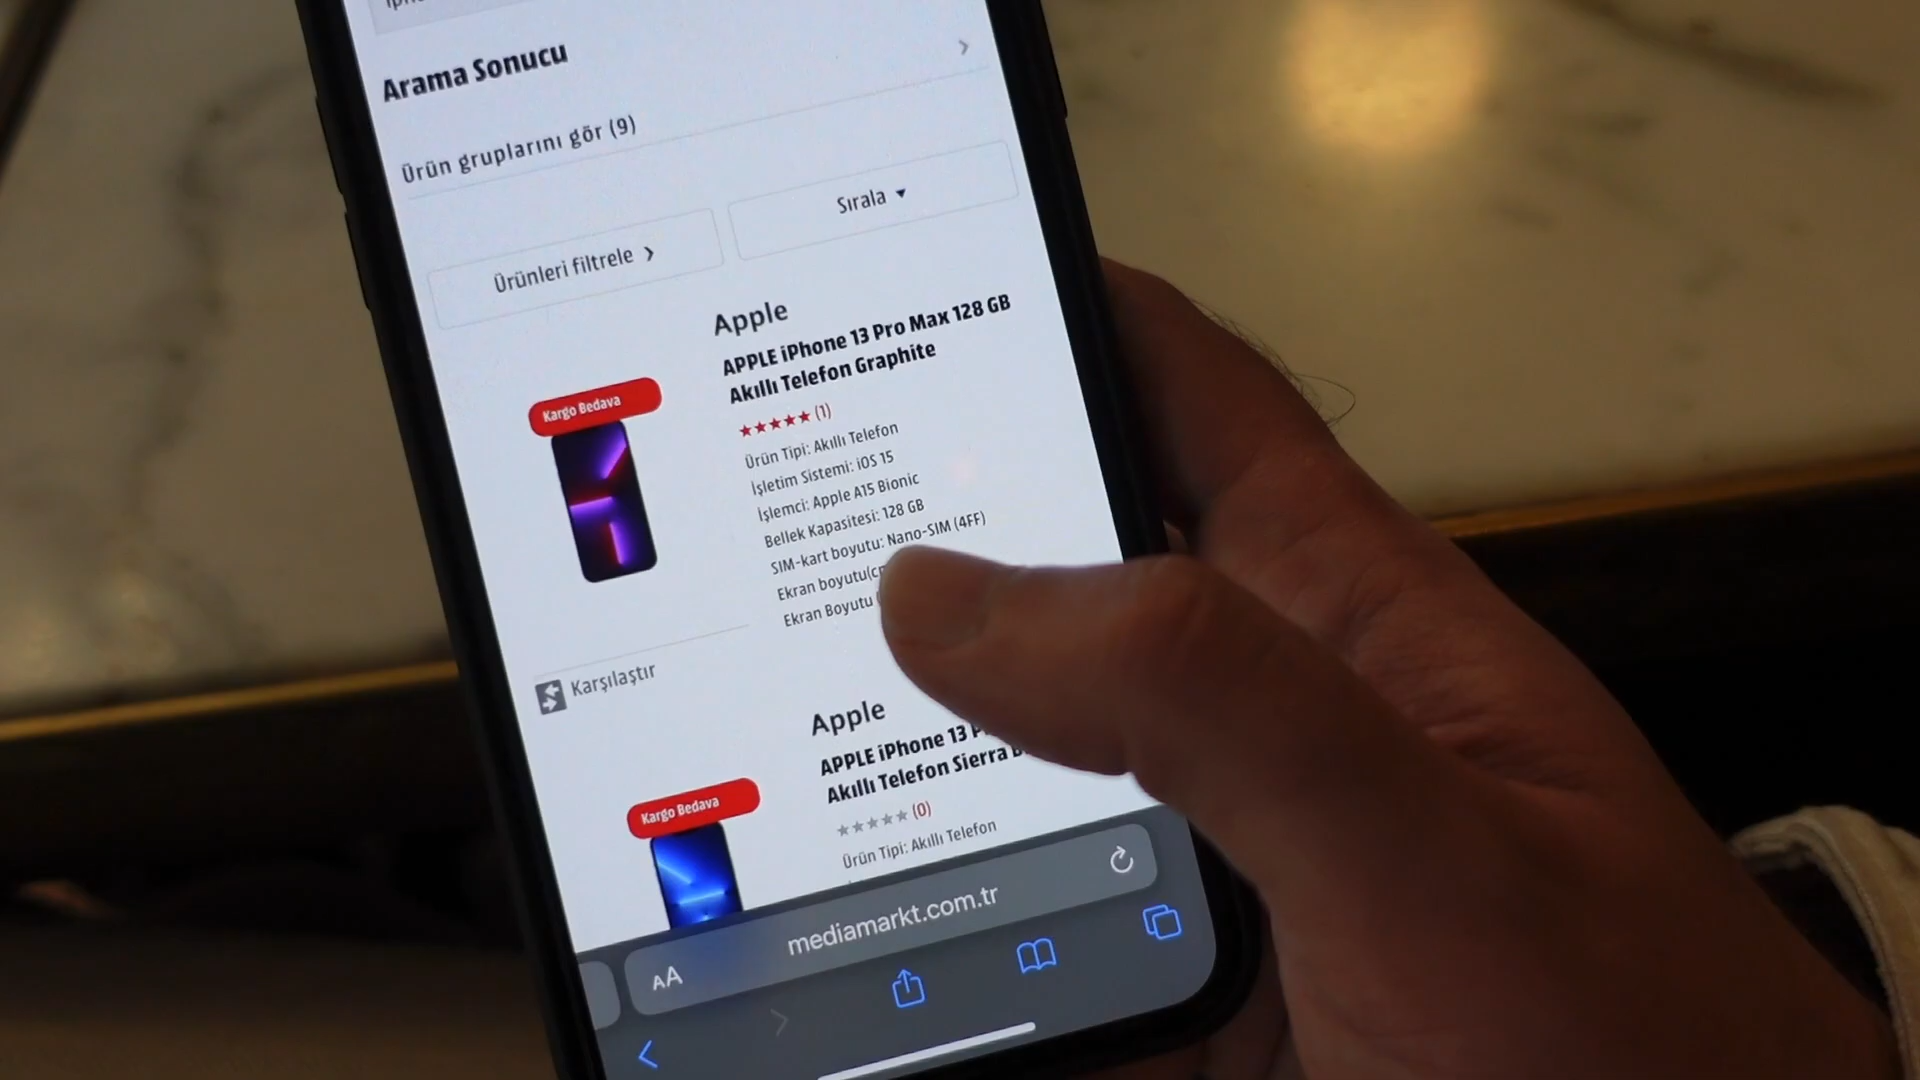 Arama Sonucu
Ürün gruplarını gör (9)
Ürünleri filtrele
Sırala
Apple
APPLE iPhone 13 Pro Max 128 GB
Akıllı Telefon Graphite
Kargo Bedava
(1)
Ürün Tipi: Akıllı Telefon
İşletim Sistemi: iOS 15
İşlemci: Apple A15 Bionic
Bellek Kapasitesi: 128 GB
SIM-kart boyutu: Nano-SIM (4FF)
Ekran boyutu
Ekran Boyutu
Karşılaştır
Apple
APPLE iPhone 13
Akıllı Telefon Sierra
Kargo Bedava
(0)
Ürün Tipi: Akıllı Telefon
AA
mediamarkt.com.tr